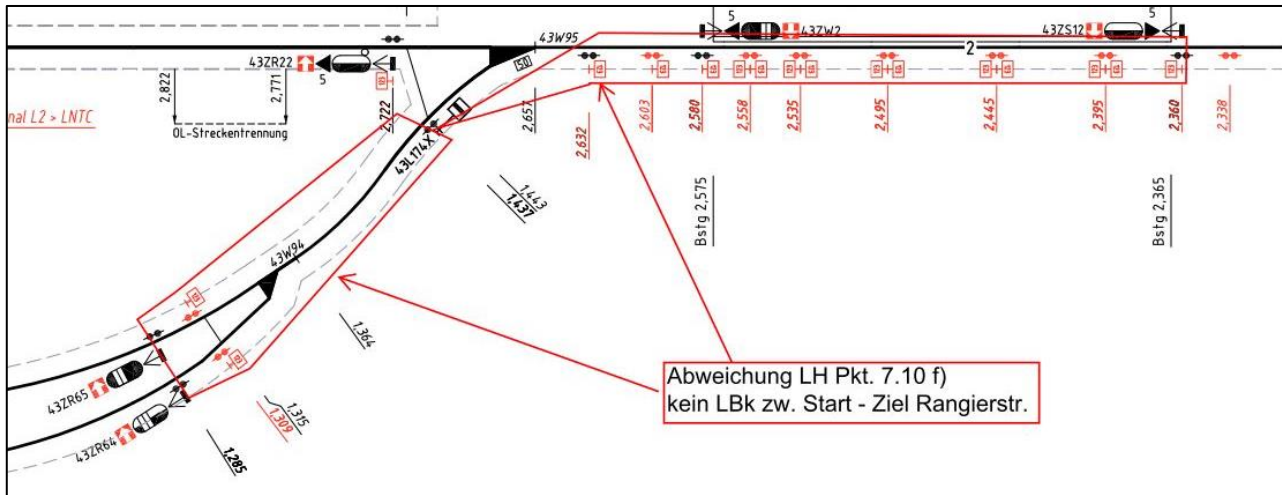 43ZR22
5
43W95
5
43ZW2
43ZS12
5
2
150
2,822
2,771
2,722
2,657
2,632
2,603
2,580
2,558
2,535
2,495
2,445
2,395
2,360
2,338
nal L2 > LNTC
OL-Streckentrennung
43L174X
1.443
1.437
Bstg 2,575
Bstg 2,365
43W94
1,364
43ZR65
43ZR64
1,315
1,309
1,285
Abweichung LH Pkt. 7.10 f)
kein LBk zw. Start - Ziel Rangierstr.